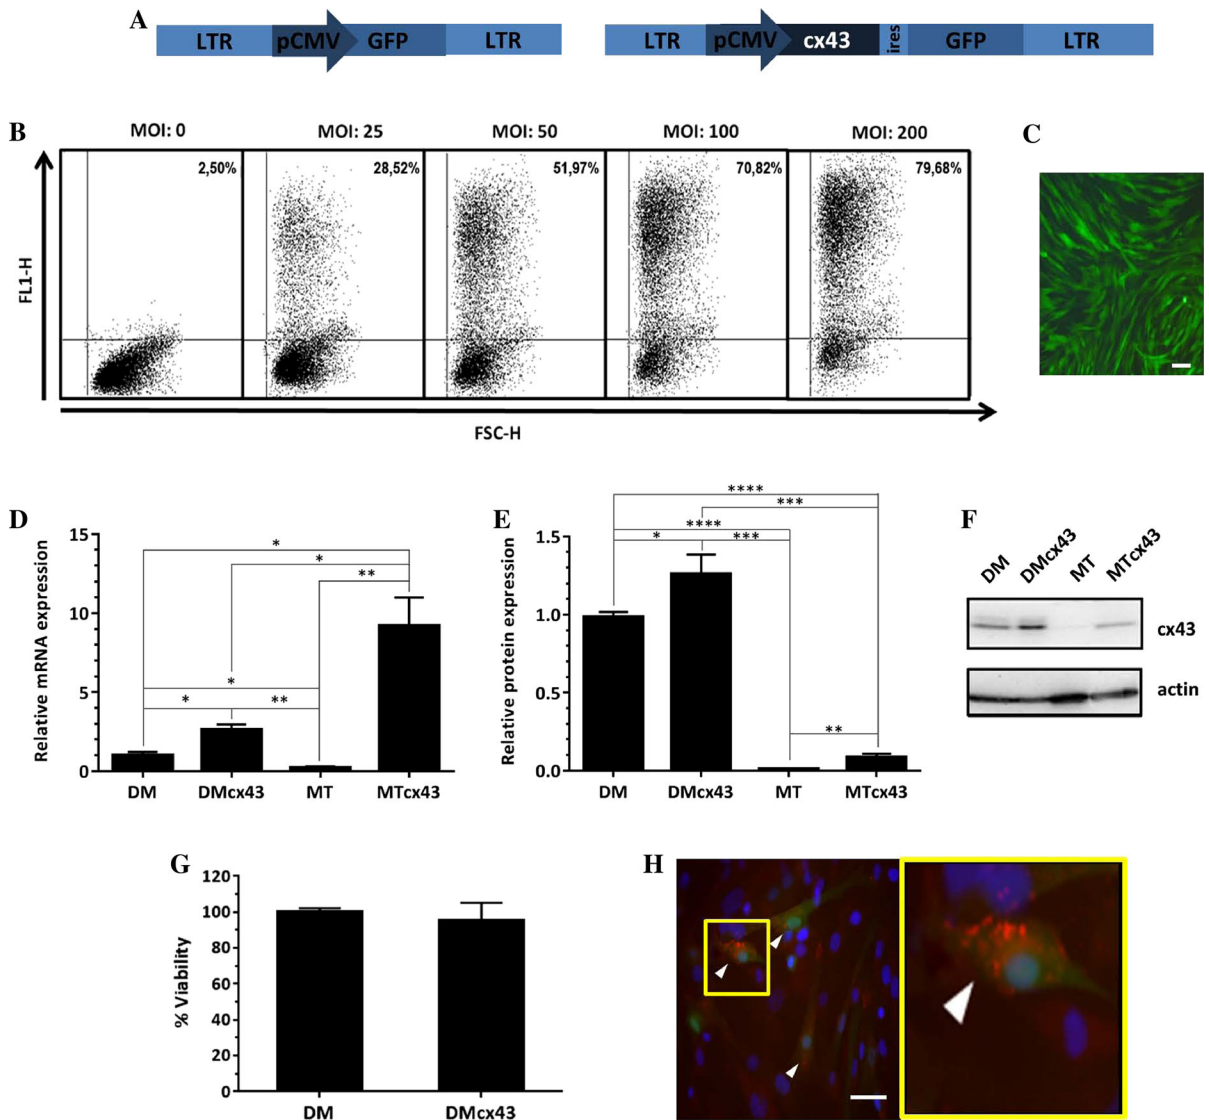 A
LTR pCMV GFP LTR
LTR pCMV cx43 ires GFP LTR
B
MOI: 0 MOI: 25 MOI: 50 MOI: 100 MOI: 200
2,50% 28,52% 51,97% 70,82% 79,68%
FL1-H
FSC-H
C
D
Relative mRNA expression
15
10
5
0
*
*
**
*
*
**
DM DMcx43 MT MTcx43
E
Relative protein expression
1.5
1.0
0.5
0.0
****
***
****
*
***
**
DM DMcx43 MT MTcx43
F
DM DMcx43 MT MTcx43
cx43
actin
G
% Viability
120
100
80
60
40
20
0
DM DMcx43
H